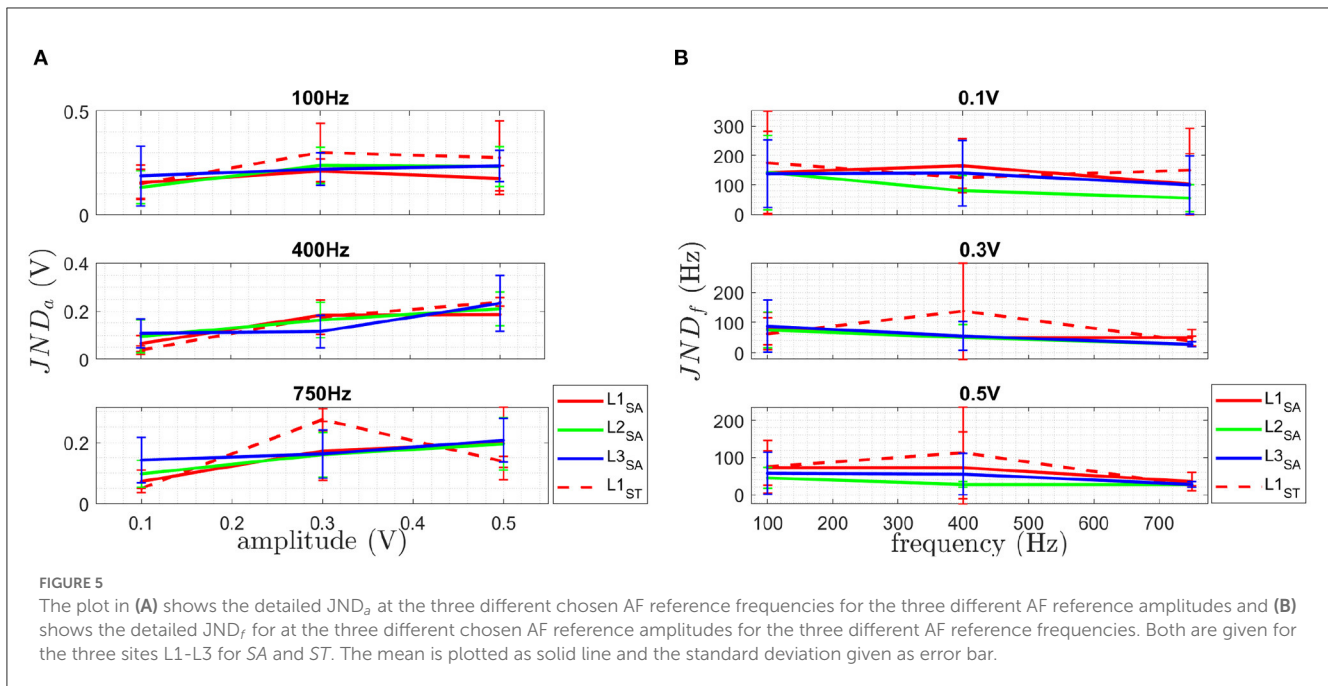 A
100Hz
0.5
0
400Hz
0.4
0.2
0
750Hz
0.2
0
0.1 0.2 0.3 0.4 0.5
amplitude (V)
JND_a (V)
L1_SA
L2_SA
L3_SA
L1_ST
B
0.1V
300
200
100
0
0.3V
200
100
0
0.5V
200
100
0
100 200 300 400 500 600 700
frequency (Hz)
JND_f (Hz)
L1_SA
L2_SA
L3_SA
L1_ST
FIGURE 5
The plot in (A) shows the detailed JND_a at the three different chosen AF reference frequencies for the three different AF reference amplitudes and (B)
shows the detailed JND_f for at the three different chosen AF reference amplitudes for the three different AF reference frequencies. Both are given for
the three sites L1-L3 for SA and ST. The mean is plotted as solid line and the standard deviation given as error bar.